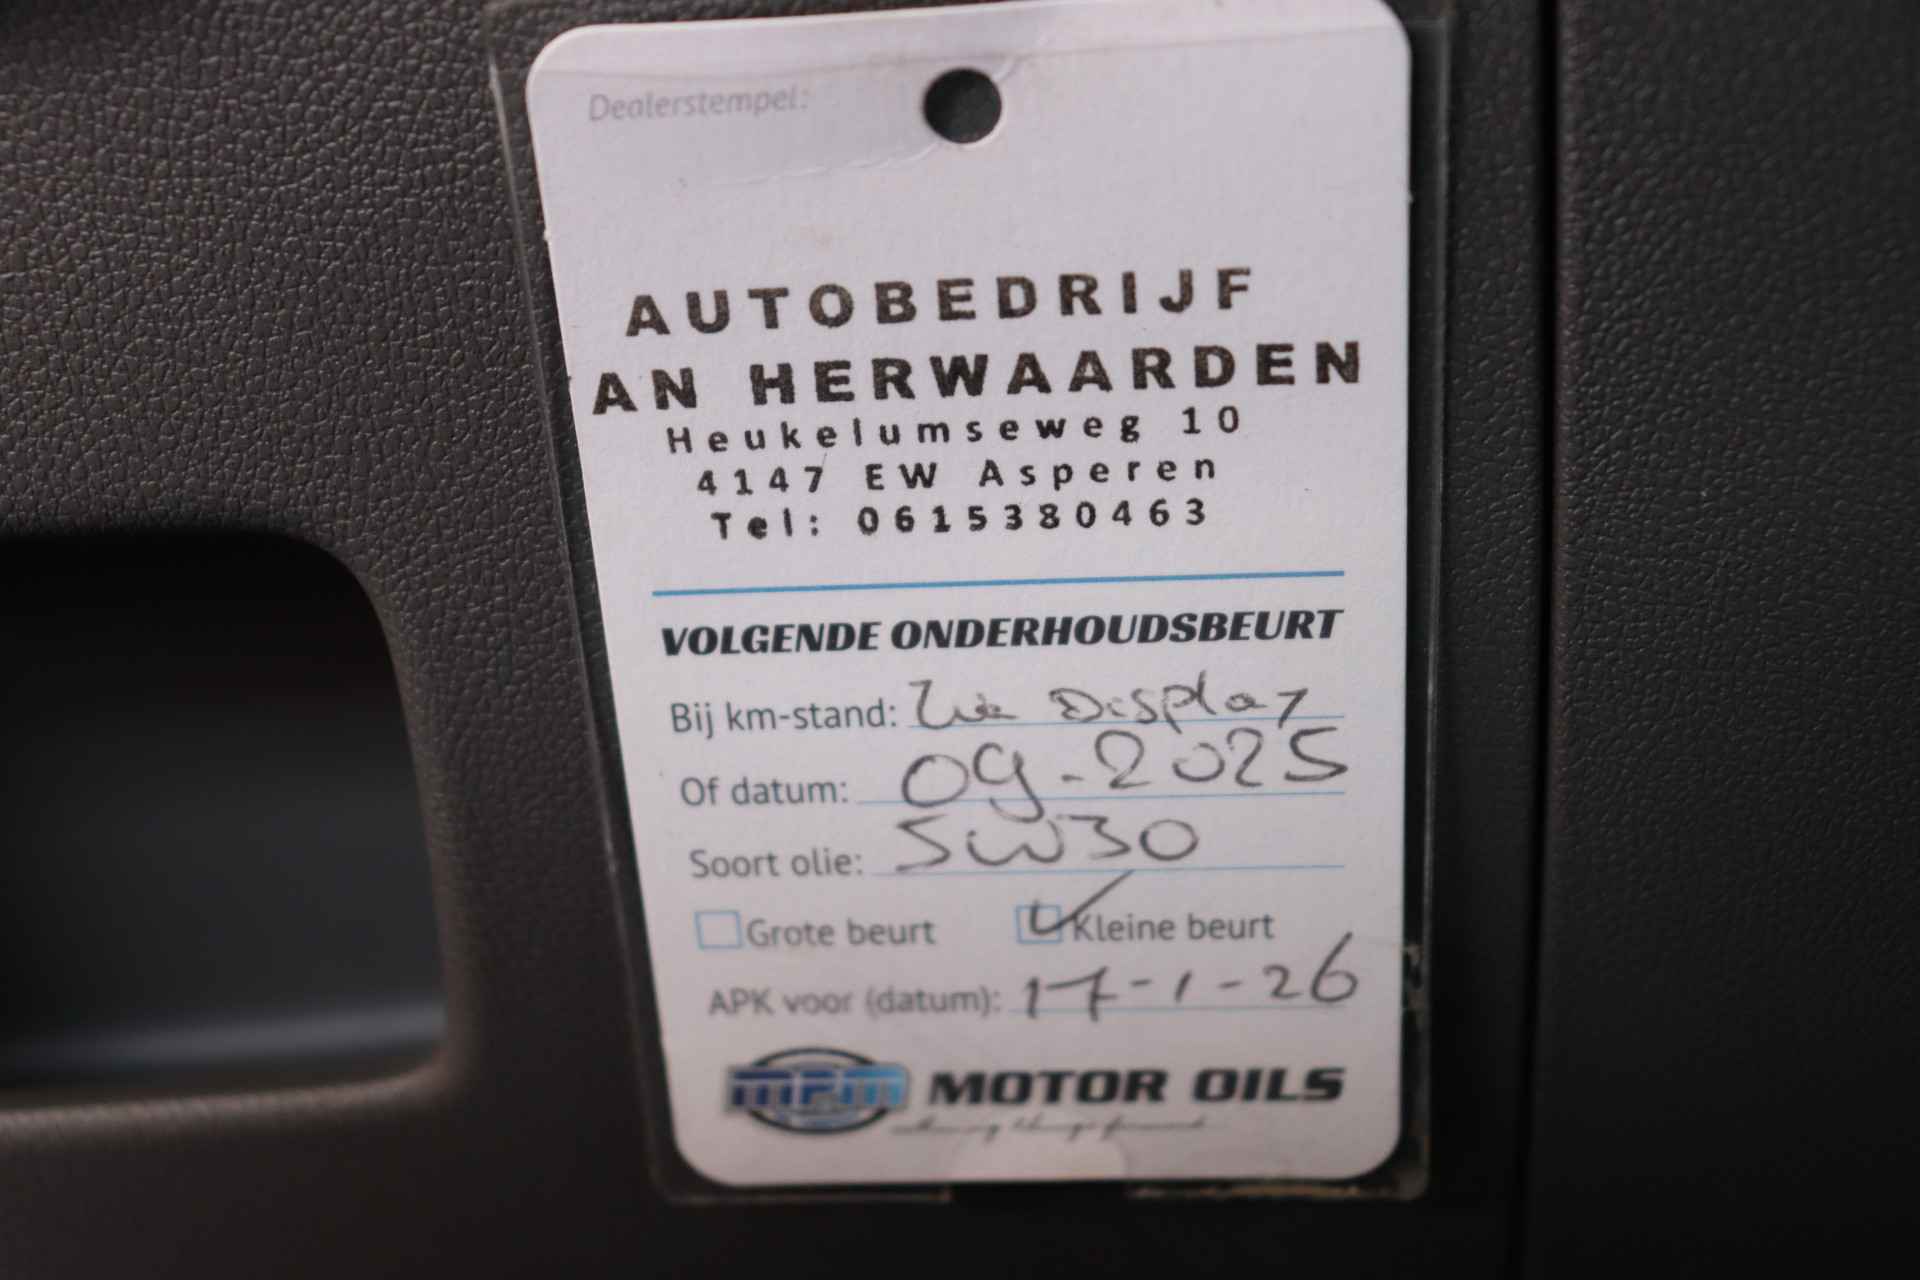 Dealerstempel:
AUTOBEDRIJF
AN HERWAARDEN
Heukelumseweg 10
4147 EW Asperen
Tel: 0615380463
VOLGENDE ONDERHOUDSBEURT
Bij km-stand: Zie Display
Of datum: 09-2025
Soort olie: 5W30
Grote beurt Kleine beurt
APK voor (datum): 17-1-26
MPM MOTOR OILS